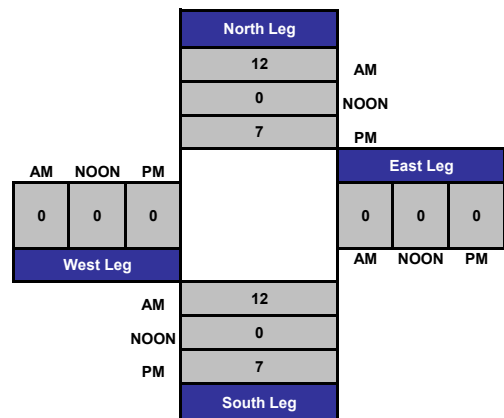 North Leg
12 AM
0 NOON
7 PM
AM NOON PM East Leg
0 0 0 0 0 0
West Leg AM NOON PM
AM 12
NOON 0
PM 7
South Leg